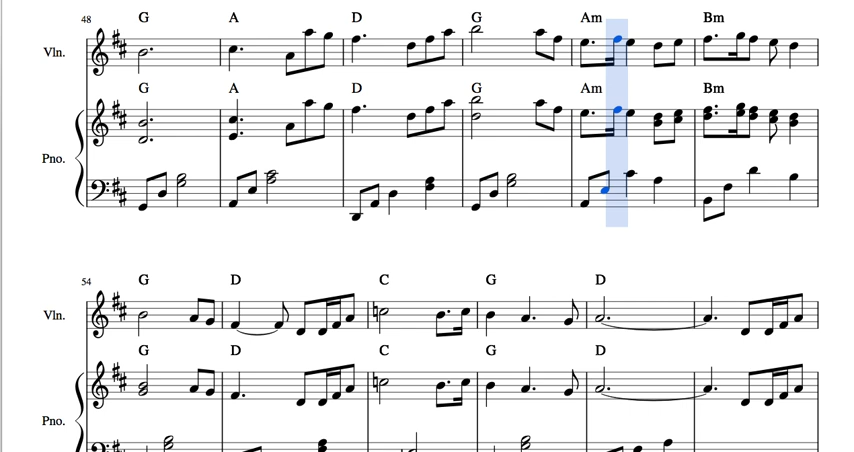 48
G A D G Am Bm
Vln.
G A D G Am Bm
Pno.
54
G D C G D
Vln.
G D C G D
Pno.